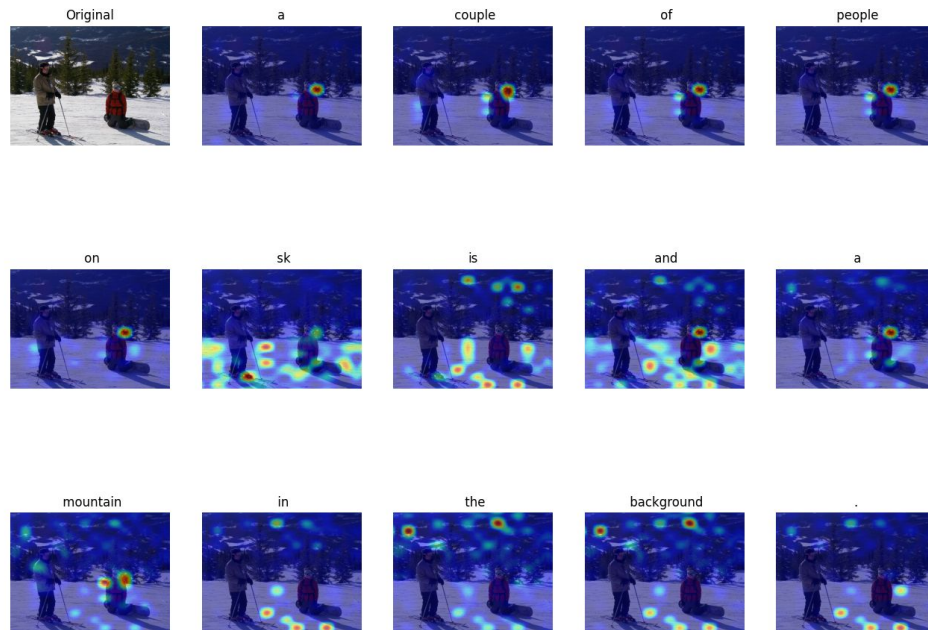 Original a couple of people
on sk is and a
mountain in the background .